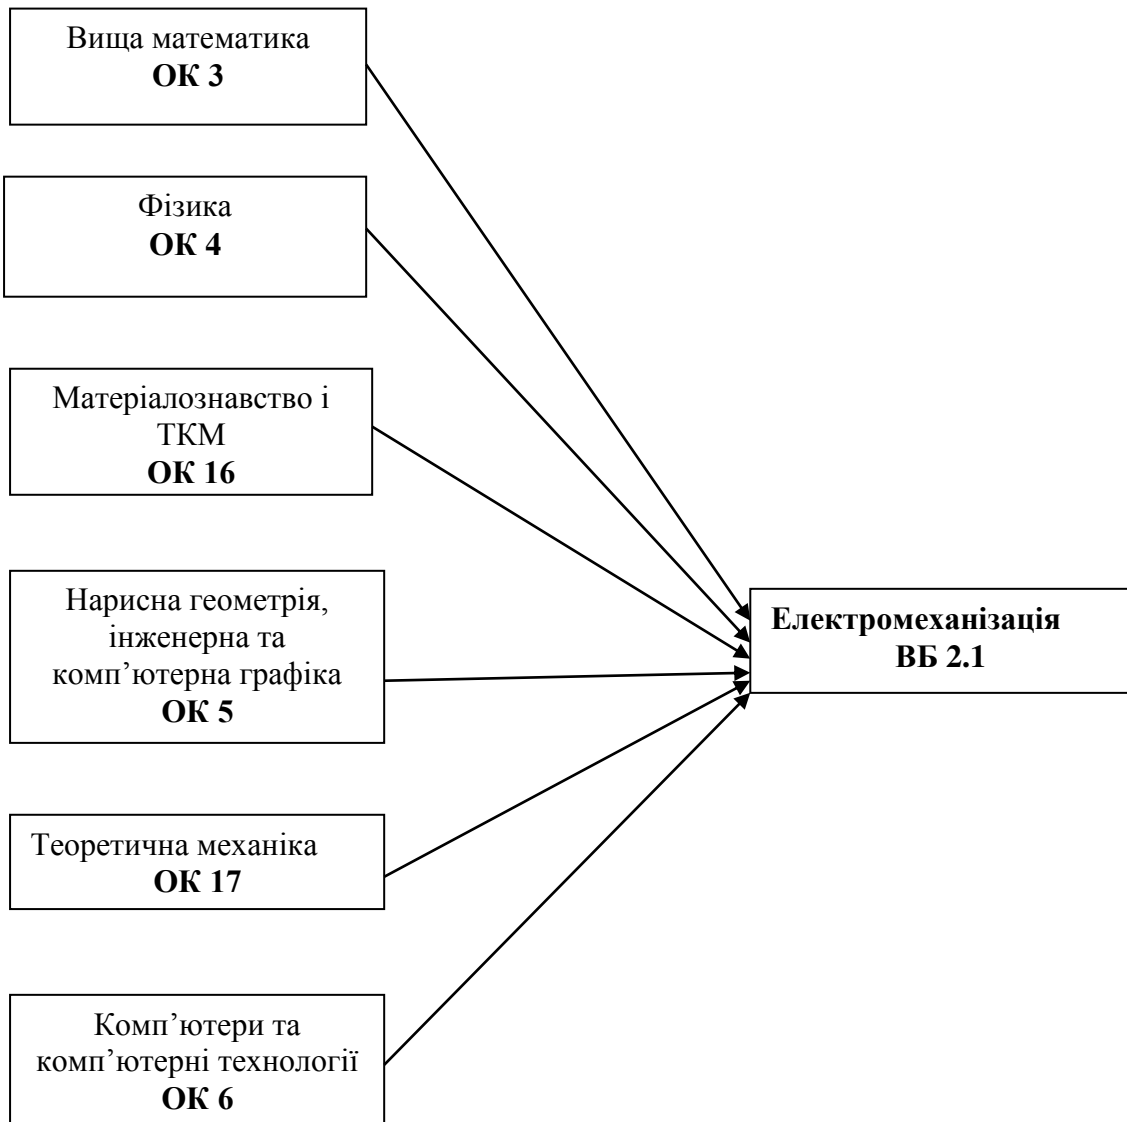 Вища математика
ОК 3
Фізика
ОК 4
Матеріалознавство і
ТКМ
ОК 16
Нарисна геометрія,
інженерна та
комп’ютерна графіка
ОК 5
Теоретична механіка
ОК 17
Комп’ютери та
комп’ютерні технології
ОК 6
Електромеханізація
ВБ 2.1